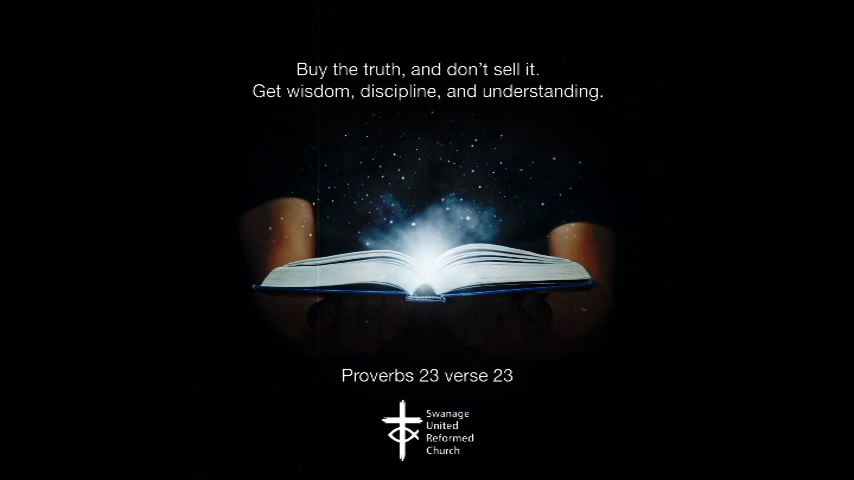 Buy the truth, and don't sell it.
Get wisdom, discipline, and understanding.
Proverbs 23 verse 23
Swanage
United
Reformed
Church